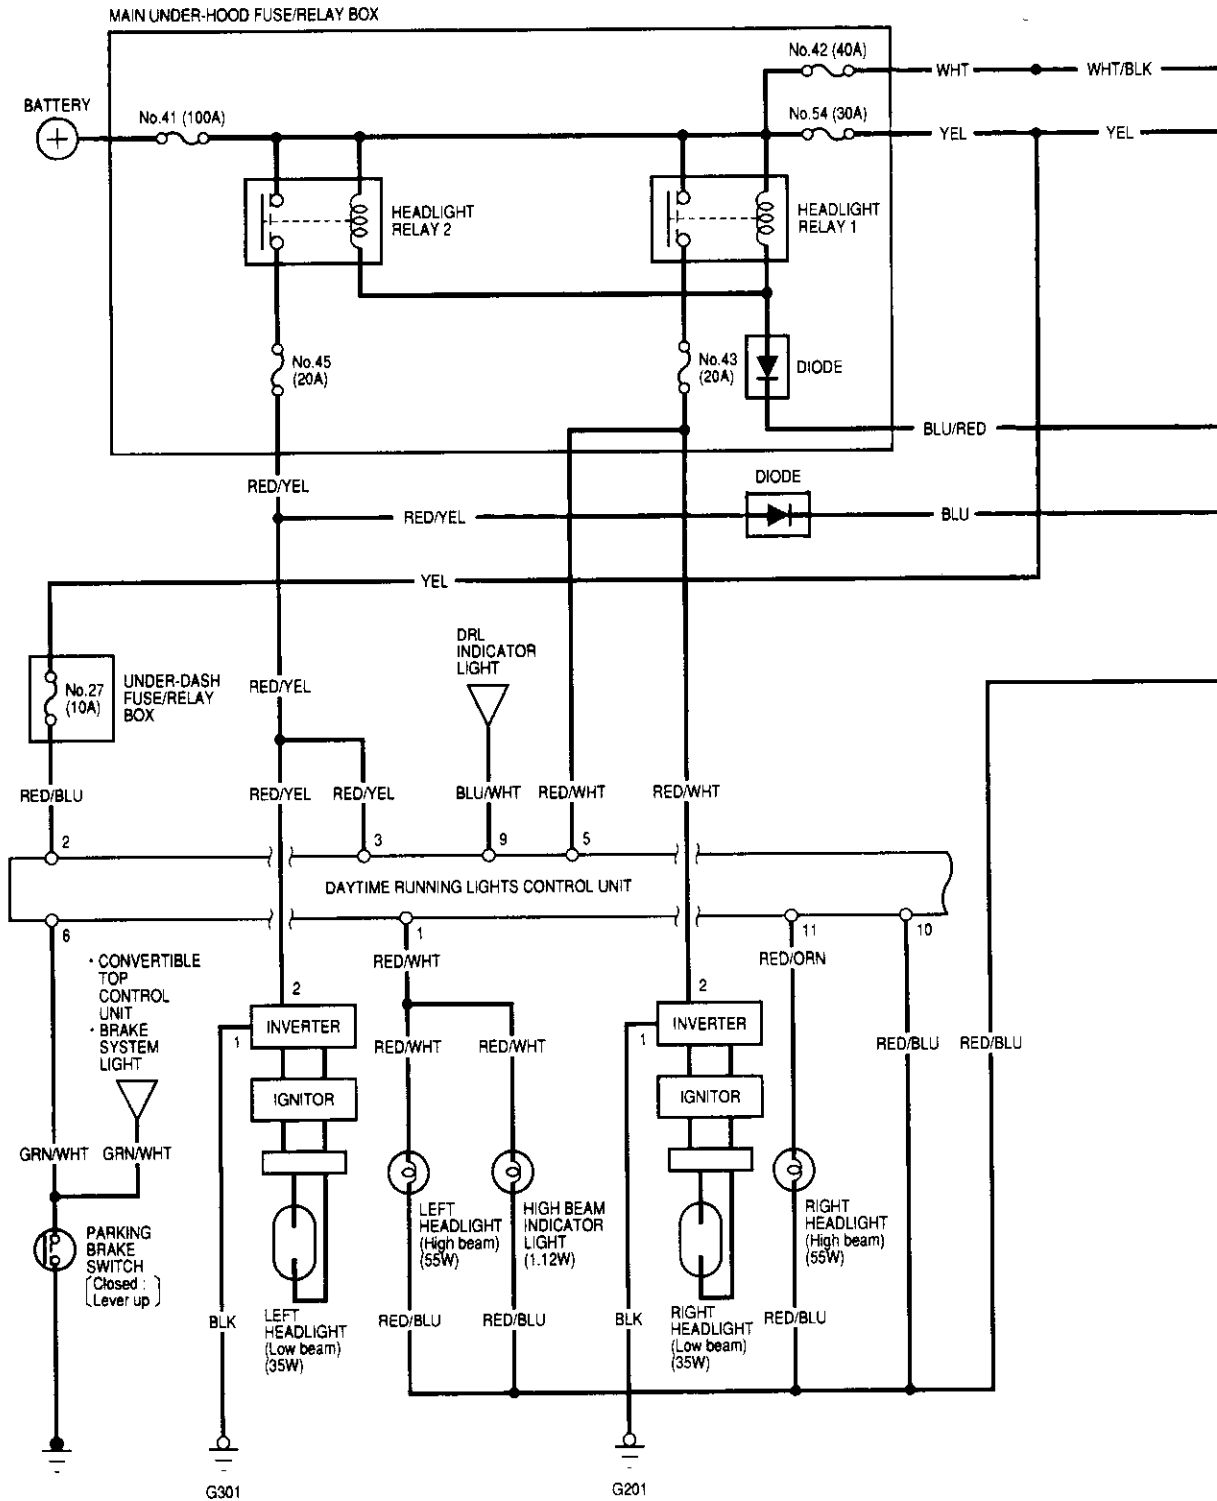 MAIN UNDER-HOOD FUSE/RELAY BOX
No.42 (40A)
WHT
WHT/BLK
BATTERY
No.41 (100A)
No.54 (30A)
YEL
YEL
HEADLIGHT
RELAY 2
HEADLIGHT
RELAY 1
No.45
(20A)
No.43
(20A)
DIODE
BLU/RED
RED/YEL
DIODE
RED/YEL
BLU
YEL
DRL
INDICATOR
LIGHT
No.27
(10A)
UNDER-DASH
FUSE/RELAY
BOX
RED/YEL
RED/BLU
RED/YEL
RED/YEL
BLU/WHT
RED/WHT
RED/WHT
2
3
9
5
DAYTIME RUNNING LIGHTS CONTROL UNIT
6
1
11
10
• CONVERTIBLE
TOP
CONTROL
UNIT
• BRAKE
SYSTEM
LIGHT
RED/WHT
RED/ORN
2
2
INVERTER
1
INVERTER
1
RED/WHT
RED/WHT
RED/BLU
RED/BLU
IGNITOR
IGNITOR
GRN/WHT
GRN/WHT
PARKING
BRAKE
SWITCH
(Closed :
Lever up )
LEFT
HEADLIGHT
(High beam)
(55W)
HIGH BEAM
INDICATOR
LIGHT
(1.12W)
RIGHT
HEADLIGHT
(High beam)
(55W)
BLK
LEFT
HEADLIGHT
(Low beam)
(35W)
RED/BLU
RED/BLU
BLK
RIGHT
HEADLIGHT
(Low beam)
(35W)
RED/BLU
G301
G201